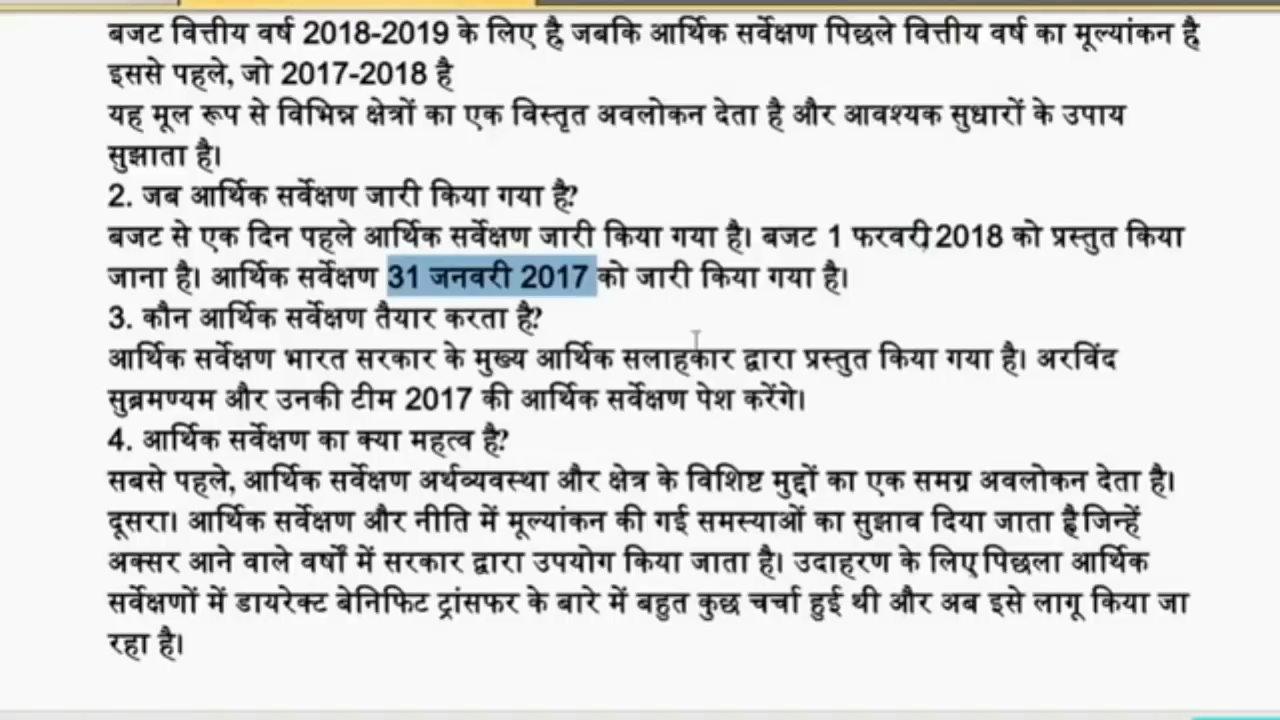 बजट वित्तीय वर्ष 2018-2019 के लिए है, जबकि आर्थिक सर्वेक्षण पिछले वित्तीय वर्ष का मूल्यांकन है,
इससे पहले, जो 2017-2018 है
यह मूल रूप से विभिन्न क्षेत्रों का एक विस्तृत अवलोकन देता है और आवश्यक सुधारों के उपाय
सुझाता है।
2. जब आर्थिक सर्वेक्षण जारी किया गया है?
बजट से एक दिन पहले आर्थिक सर्वेक्षण जारी किया गया है। बजट 1 फरवरी, 2018 को प्रस्तुत किया
जाना है। आर्थिक सर्वेक्षण 31 जनवरी 2017 को जारी किया गया है।
3. कौन आर्थिक सर्वेक्षण तैयार करता है?
आर्थिक सर्वेक्षण भारत सरकार के मुख्य आर्थिक सलाहकार द्वारा प्रस्तुत किया गया है। अरविंद
सुब्रमण्यम और उनकी टीम 2017 की आर्थिक सर्वेक्षण पेश करेंगे।
4. आर्थिक सर्वेक्षण का क्या महत्व है?
सबसे पहले, आर्थिक सर्वेक्षण अर्थव्यवस्था और क्षेत्र के विशिष्ट मुद्दों का एक समग्र अवलोकन देता है।
दूसरा। आर्थिक सर्वेक्षण और नीति में मूल्यांकन की गई समस्याओं का सुझाव दिया जाता है, जिन्हें
अक्सर आने वाले वर्षों में सरकार द्वारा उपयोग किया जाता है। उदाहरण के लिए, पिछला आर्थिक
सर्वेक्षणों में डायरेक्ट बेनिफिट ट्रांसफर के बारे में बहुत कुछ चर्चा हुई थी और अब इसे लागू किया जा
रहा है।